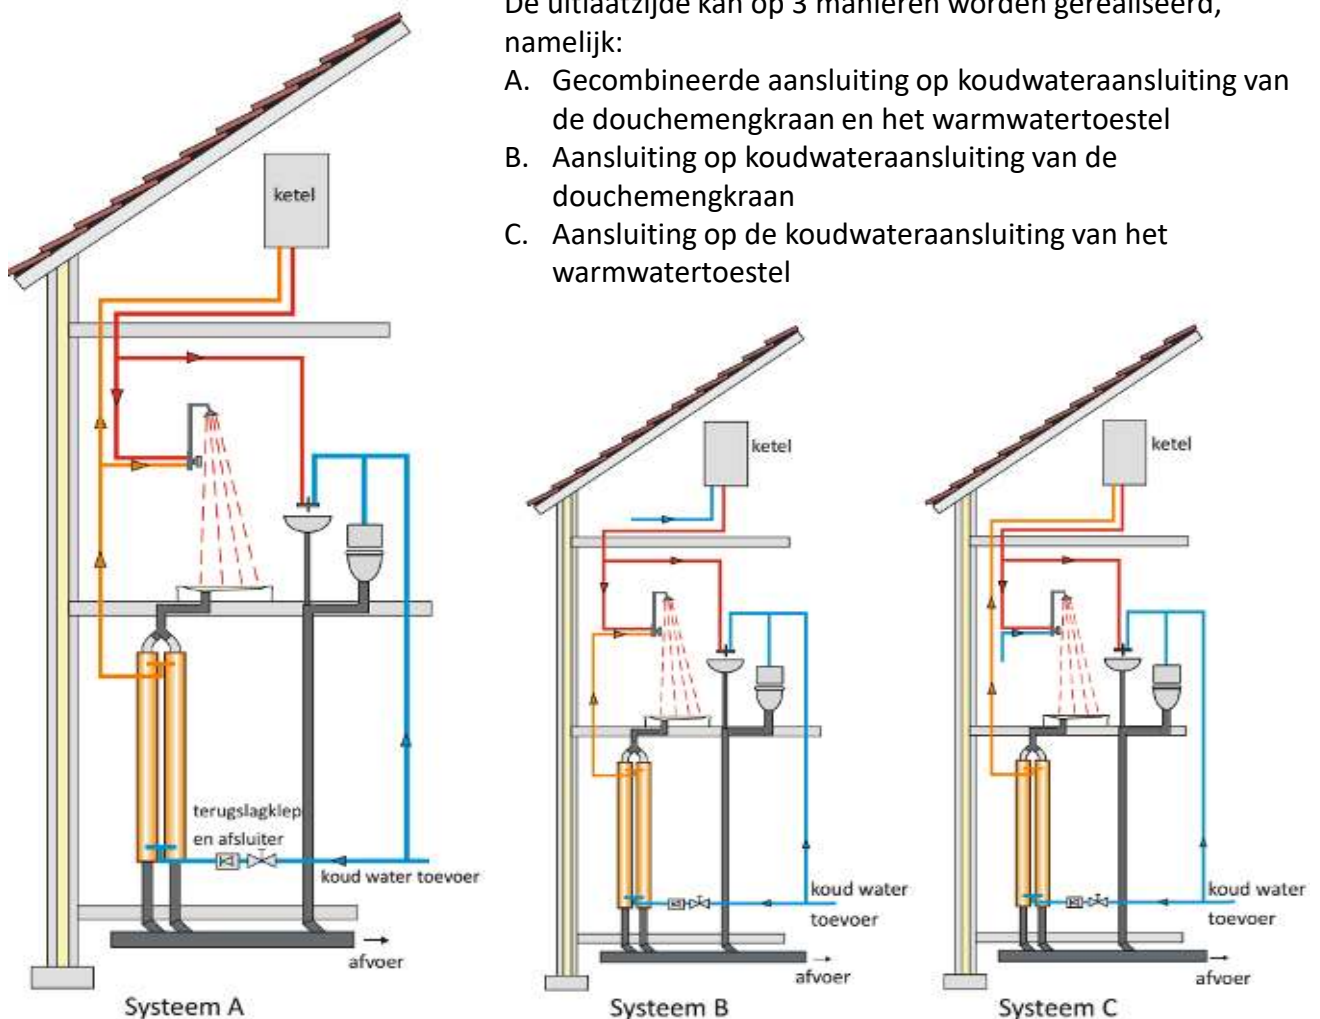 De uitlaatzijde kan op 3 manieren worden gerealiseerd,
namelijk:
A. Gecombineerde aansluiting op koudwateraansluiting van
de douchemengkraan en het warmwatertoestel
B. Aansluiting op koudwateraansluiting van de
douchemengkraan
C. Aansluiting op de koudwateraansluiting van het
warmwatertoestel
ketel
terugslagklep
en afsluiter
koud water toevoer
afvoer
Systeem A
ketel
koud water
toevoer
afvoer
Systeem B
ketel
koud water
toevoer
afvoer
Systeem C